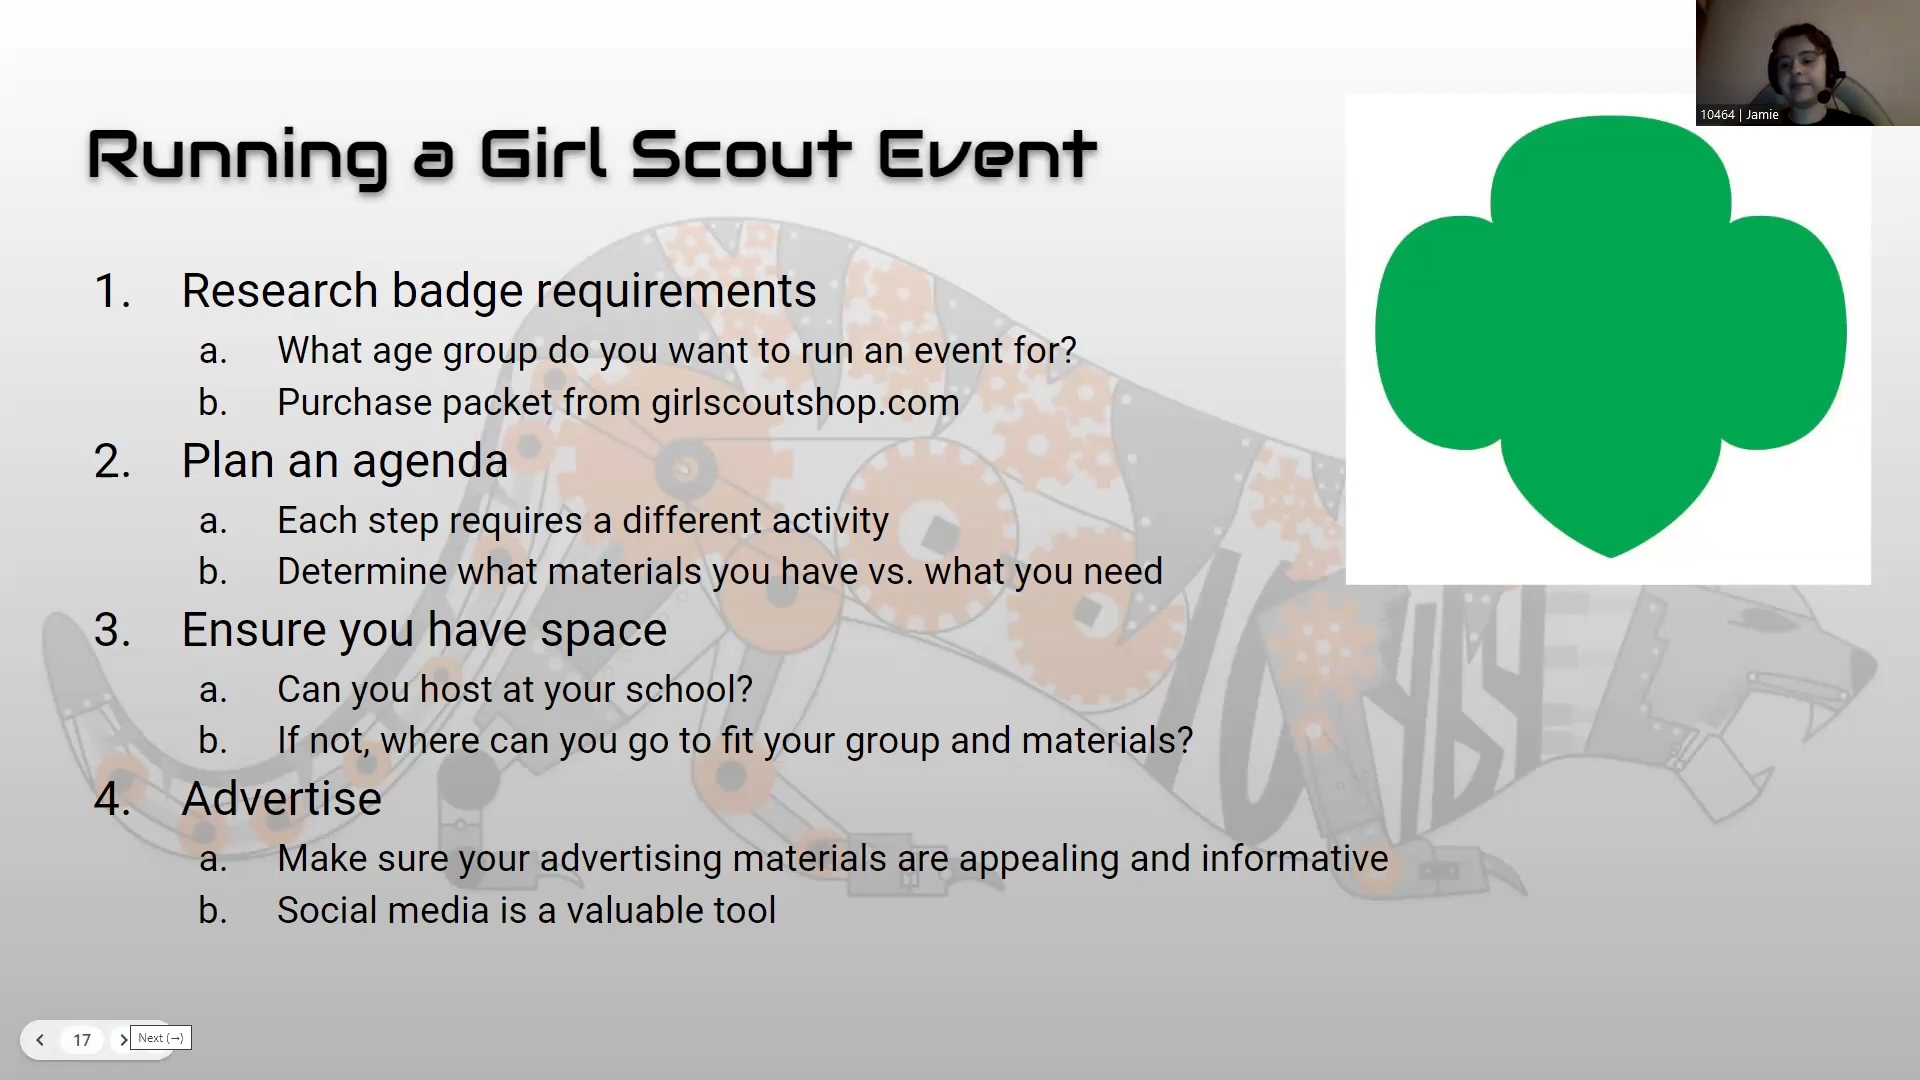 10464 | Jamie
Running a Girl Scout Event
1. Research badge requirements
a. What age group do you want to run an event for?
b. Purchase packet from girlscoutshop.com
2. Plan an agenda
a. Each step requires a different activity
b. Determine what materials you have vs. what you need
3. Ensure you have space
a. Can you host at your school?
b. If not, where can you go to fit your group and materials?
4. Advertise
a. Make sure your advertising materials are appealing and informative
b. Social media is a valuable tool
17
Next (→)